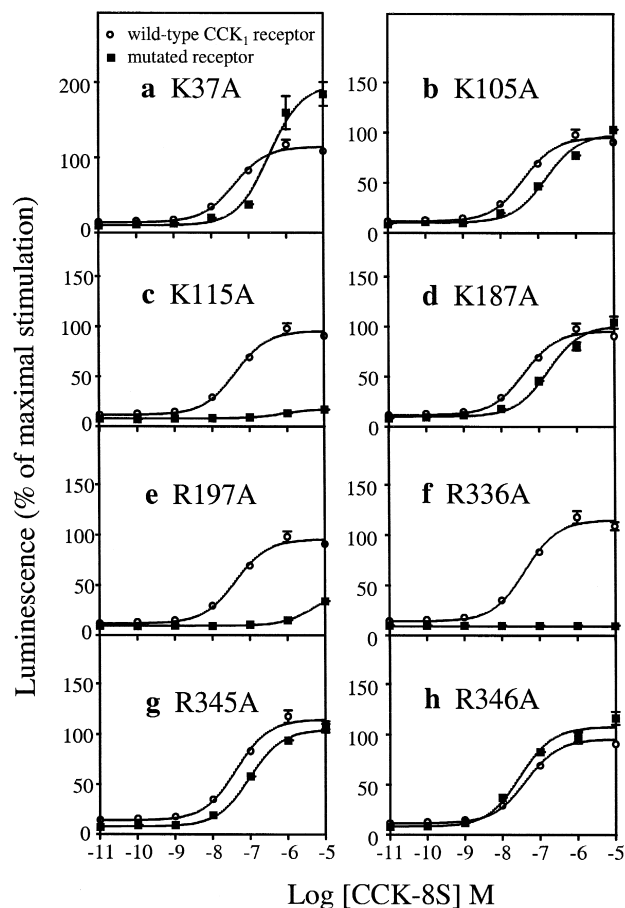 wild-type CCK1 receptor
mutated receptor
a K37A
b K105A
200
100
0
150
100
50
0
c K115A
d K187A
150
100
50
0
150
100
50
0
e R197A
f R336A
150
100
50
0
150
100
50
0
g R345A
h R346A
150
100
50
0
150
100
50
0
-11 -10 -9 -8 -7 -6 -5
-11 -10 -9 -8 -7 -6 -5
Luminescence (% of maximal stimulation)
Log [CCK-8S] M